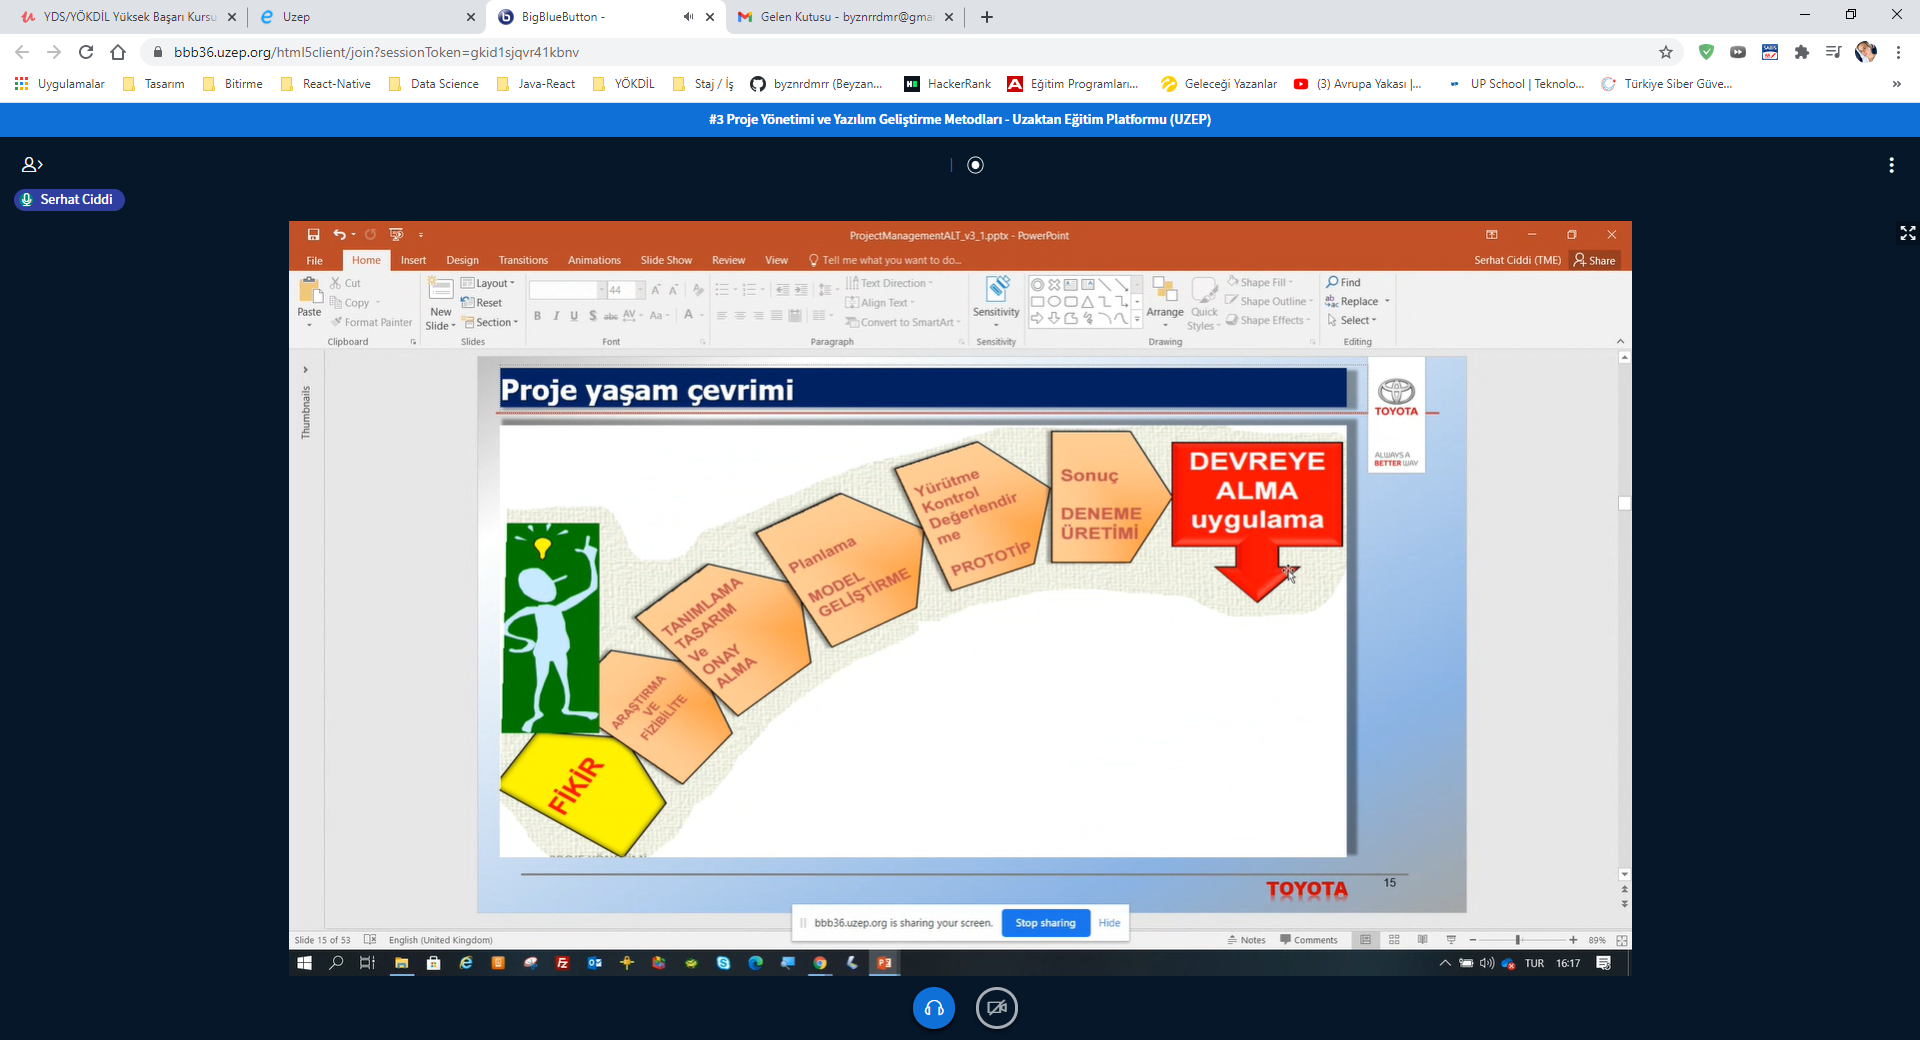 YDS/YÖKDİL Yüksek Başarı Kursu
Uzep
BigBlueButton -
Gelen Kutusu - byznrrdmr@gma
bbb36.uzep.org/html5client/join?sessionToken=gkid1sjqvr41kbnv
Uygulamalar
Tasarım
Bitirme
React-Native
Data Science
Java-React
YÖKDİL
Staj / İş
byznrdmrr (Beyzan...
HackerRank
Eğitim Programları...
Geleceği Yazanlar
(3) Avrupa Yakası |...
UP School | Teknolo...
Türkiye Siber Güve...
#3 Proje Yönetimi ve Yazılım Geliştirme Metodları - Uzaktan Eğitim Platformu (UZEP)
Serhat Ciddi
ProjectManagementALT_v3_1.pptx - PowerPoint
File
Home
Insert
Design
Transitions
Animations
Slide Show
Review
View
Tell me what you want to do...
Serhat Ciddi (TME)
Share
Paste
Cut
Copy
Format Painter
Clipboard
New
Slide
Layout
Reset
Section
Slides
44
Font
Text Direction
Align Text
Convert to SmartArt
Paragraph
Sensitivity
Sensitivity
Arrange
Quick
Styles
Shape Fill
Shape Outline
Shape Effects
Drawing
Find
Replace
Select
Editing
Thumbnails
Proje yaşam çevrimi
TOYOTA
ALWAYS A
BETTER WAY
FİKİR
ARAŞTIRMA
VE
FİZİBİLİTE
TANIMLAMA
TASARIM
Ve
ONAY
ALMA
Planlama
MODEL
GELİŞTİRME
Yürütme
Kontrol
Değerlendir
me
PROTOTİP
Sonuç
DENEME
ÜRETİMİ
DEVREYE
ALMA
uygulama
TOYOTA
15
bbb36.uzep.org is sharing your screen.
Stop sharing
Hide
Slide 15 of 53
English (United Kingdom)
Notes
Comments
89%
TUR
16:17